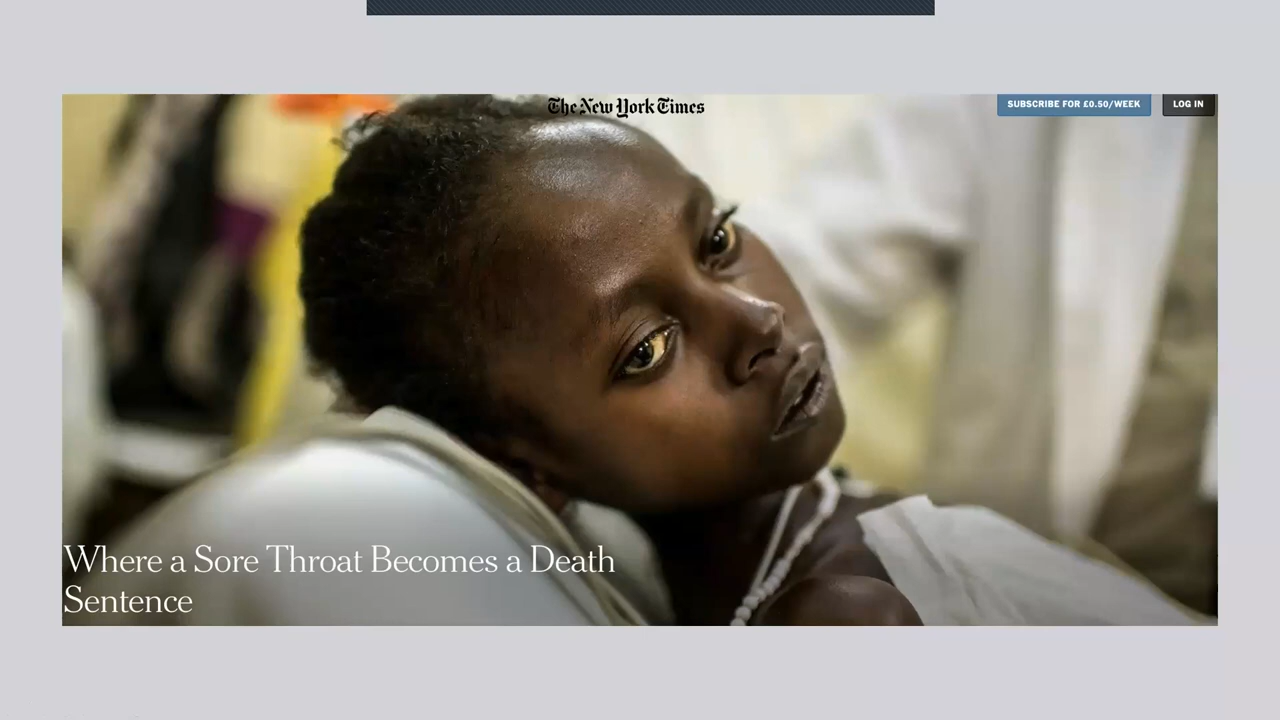 The New York Times
SUBSCRIBE FOR £0.50/WEEK
LOG IN
Where a Sore Throat Becomes a Death
Sentence